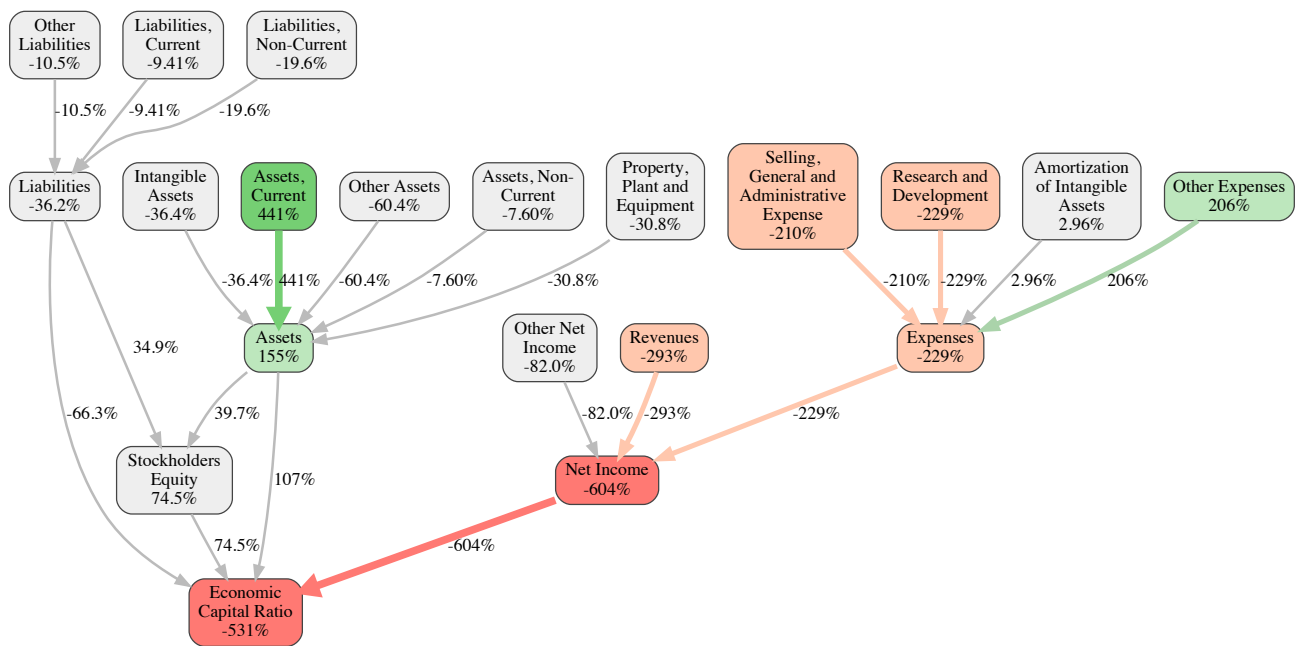 Other
Liabilities
-10.5%
Liabilities,
Current
-9.41%
Liabilities,
Non-Current
-19.6%
-10.5%
-9.41%
-19.6%
Liabilities
-36.2%
Intangible
Assets
-36.4%
Assets,
Current
441%
Other Assets
-60.4%
Assets, Non-
Current
-7.60%
Property,
Plant and
Equipment
-30.8%
Selling,
General and
Administrative
Expense
-210%
Research and
Development
-229%
Amortization
of Intangible
Assets
2.96%
Other Expenses
206%
-36.4%
441%
-60.4%
-7.60%
-30.8%
-210%
-229%
2.96%
206%
34.9%
Assets
155%
Other Net
Income
-82.0%
Revenues
-293%
Expenses
-229%
-66.3%
39.7%
-82.0%
-293%
-229%
Stockholders
Equity
74.5%
107%
Net Income
-604%
74.5%
-604%
Economic
Capital Ratio
-531%